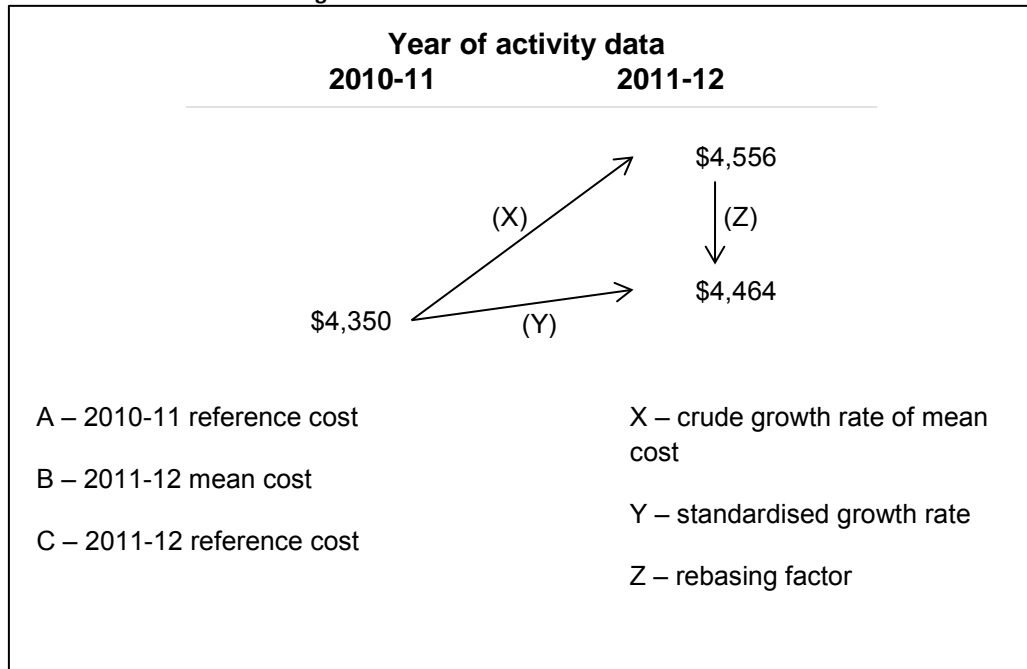 Year of activity data
2010-11 2011-12
$4,556
(X) (Z)
$4,464
$4,350
(Y)
A – 2010-11 reference cost
B – 2011-12 mean cost
C – 2011-12 reference cost
X – crude growth rate of mean
cost
Y – standardised growth rate
Z – rebasing factor